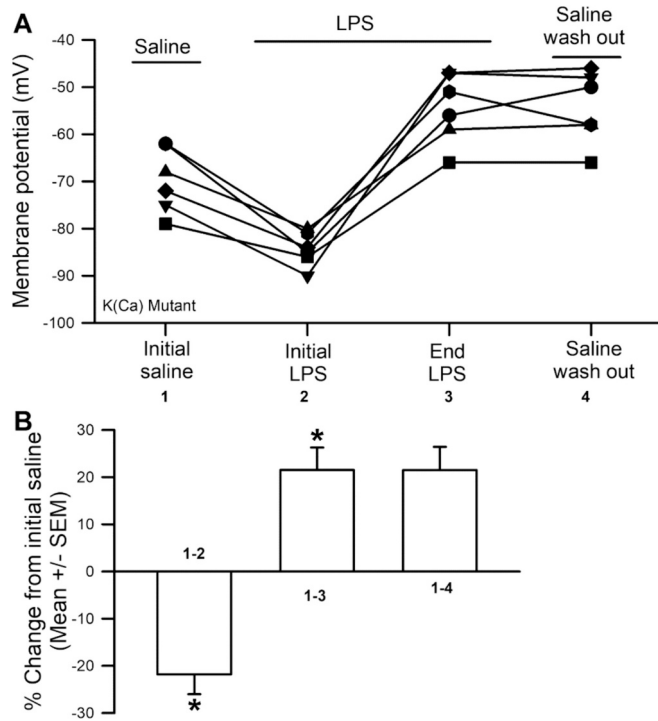 A
Saline
LPS
Saline
wash out
Membrane potential (mV)
-40
-50
-60
-70
-80
-90
-100
K(Ca) Mutant
Initial
saline
1
Initial
LPS
2
End
LPS
3
Saline
wash out
4
B
% Change from initial saline
(Mean +/- SEM)
30
20
10
0
-10
-20
-30
1-2
*
1-3
*
1-4